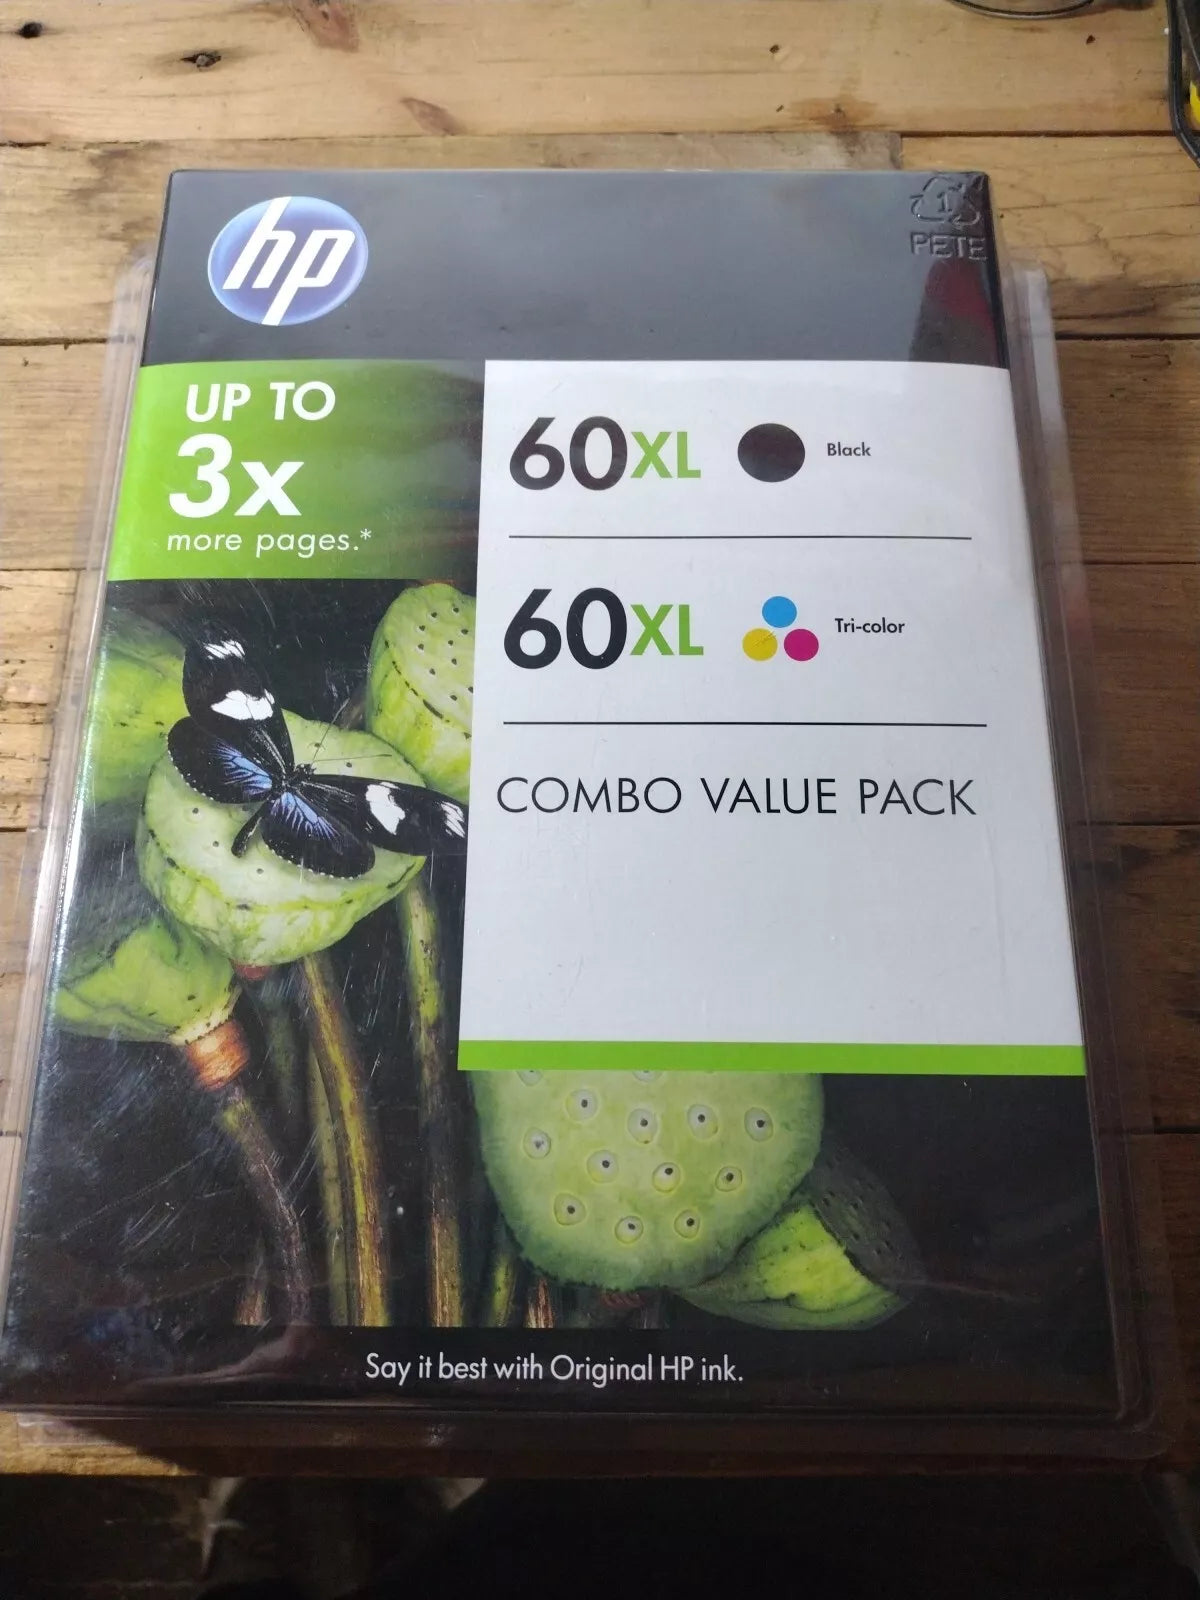 hp
1
PETE
UP TO
3x
more pages.*
60XL Black
60XL Tri-color
COMBO VALUE PACK
Say it best with Original HP ink.